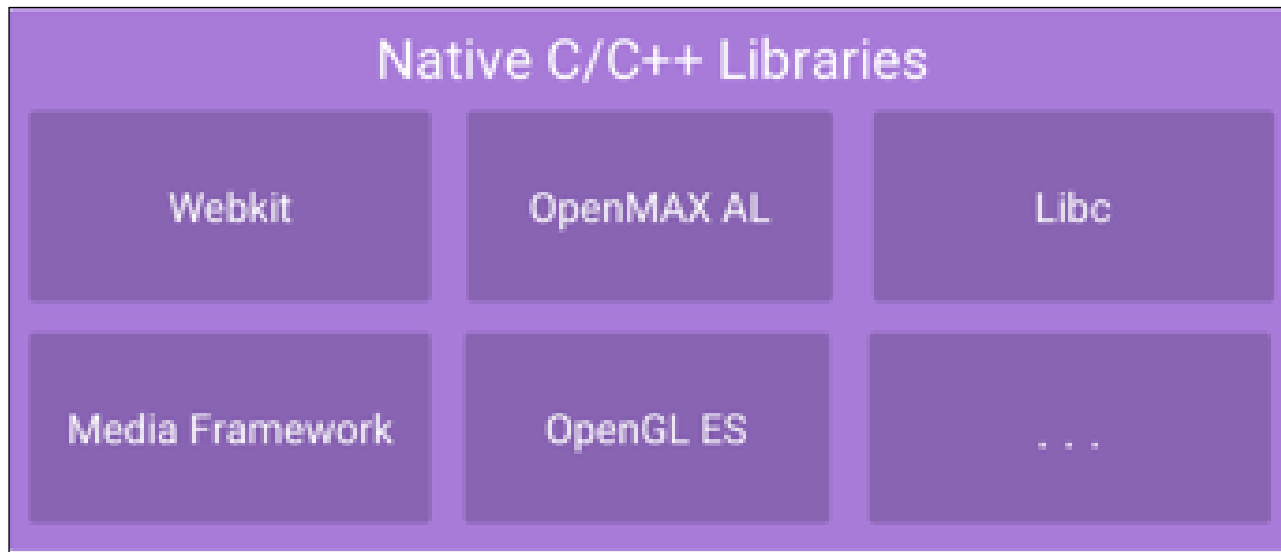 Native C/C++ Libraries
Webkit
OpenMAX AL
Libc
Media Framework
OpenGL ES
. . .